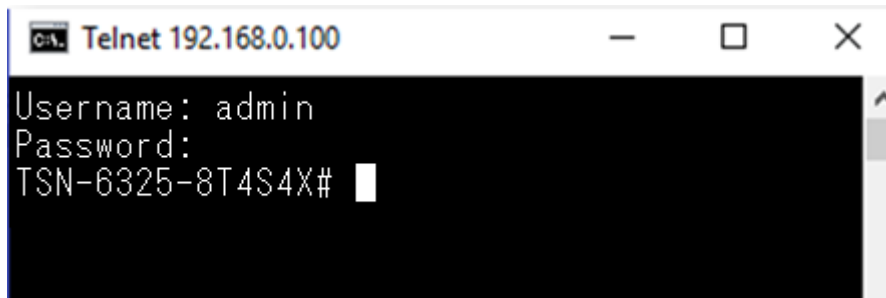 Telnet 192.168.0.100
Username: admin
Password:
TSN-6325-8T4S4X#